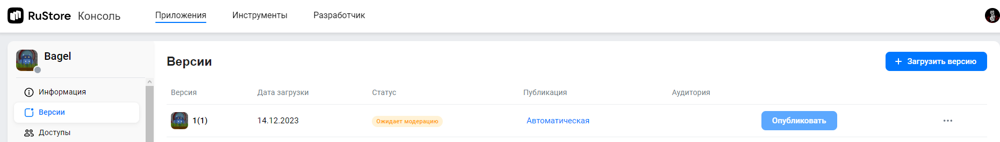 RuStore Консоль Приложения Инструменты Разработчик
Bagel
Информация
Версии
Доступы
Версии
+ Загрузить версию
Версия Дата загрузки Статус Публикация Аудитория
1(1) 14.12.2023 Ожидает модерацию Автоматическая Опубликовать ...